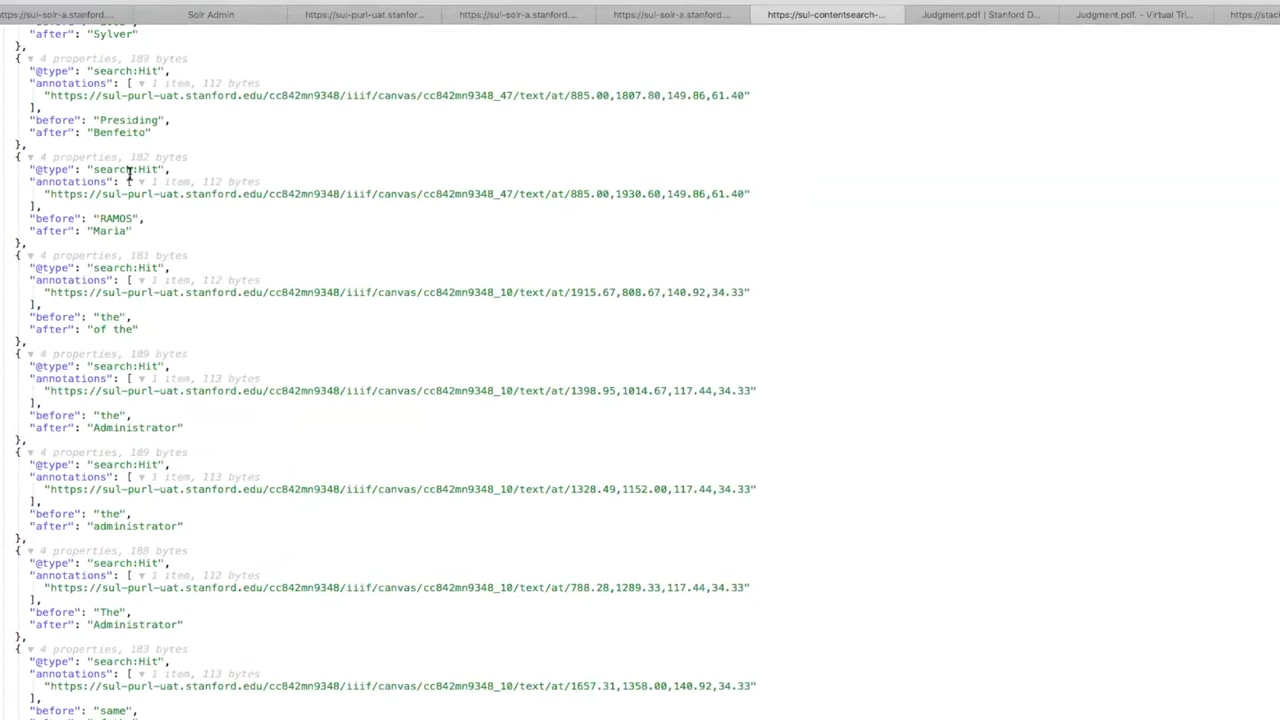 https://sul-solr-a.stanford....
Solr Admin
https://sul-purl-uat.stanfor...
https://sul-solr-a.stanford....
https://sul-solr-a.stanford....
https://sul-contentsearch-...
Judgment.pdf | Stanford D...
Judgment.pdf. - Virtual Tri...
https://stac
"after": "Sylver"
},
{ ▼ 4 properties, 189 bytes
"@type": "search:Hit",
"annotations": [ ▼ 1 item, 112 bytes
"https://sul-purl-uat.stanford.edu/cc842mn9348/iiif/canvas/cc842mn9348_47/text/at/885.00,1807.80,149.86,61.40"
],
"before": "Presiding",
"after": "Benfeito"
},
{ ▼ 4 properties, 182 bytes
"@type": "search:Hit",
"annotations": [ ▼ 1 item, 112 bytes
"https://sul-purl-uat.stanford.edu/cc842mn9348/iiif/canvas/cc842mn9348_47/text/at/885.00,1930.60,149.86,61.40"
],
"before": "RAMOS",
"after": "Maria"
},
{ ▼ 4 properties, 181 bytes
"@type": "search:Hit",
"annotations": [ ▼ 1 item, 112 bytes
"https://sul-purl-uat.stanford.edu/cc842mn9348/iiif/canvas/cc842mn9348_10/text/at/1915.67,808.67,140.92,34.33"
],
"before": "the",
"after": "of the"
},
{ ▼ 4 properties, 189 bytes
"@type": "search:Hit",
"annotations": [ ▼ 1 item, 113 bytes
"https://sul-purl-uat.stanford.edu/cc842mn9348/iiif/canvas/cc842mn9348_10/text/at/1398.95,1014.67,117.44,34.33"
],
"before": "the",
"after": "Administrator"
},
{ ▼ 4 properties, 189 bytes
"@type": "search:Hit",
"annotations": [ ▼ 1 item, 113 bytes
"https://sul-purl-uat.stanford.edu/cc842mn9348/iiif/canvas/cc842mn9348_10/text/at/1328.49,1152.00,117.44,34.33"
],
"before": "the",
"after": "administrator"
},
{ ▼ 4 properties, 188 bytes
"@type": "search:Hit",
"annotations": [ ▼ 1 item, 112 bytes
"https://sul-purl-uat.stanford.edu/cc842mn9348/iiif/canvas/cc842mn9348_10/text/at/788.28,1289.33,117.44,34.33"
],
"before": "The",
"after": "Administrator"
},
{ ▼ 4 properties, 183 bytes
"@type": "search:Hit",
"annotations": [ ▼ 1 item, 113 bytes
"https://sul-purl-uat.stanford.edu/cc842mn9348/iiif/canvas/cc842mn9348_10/text/at/1657.31,1358.00,140.92,34.33"
],
"before": "same",